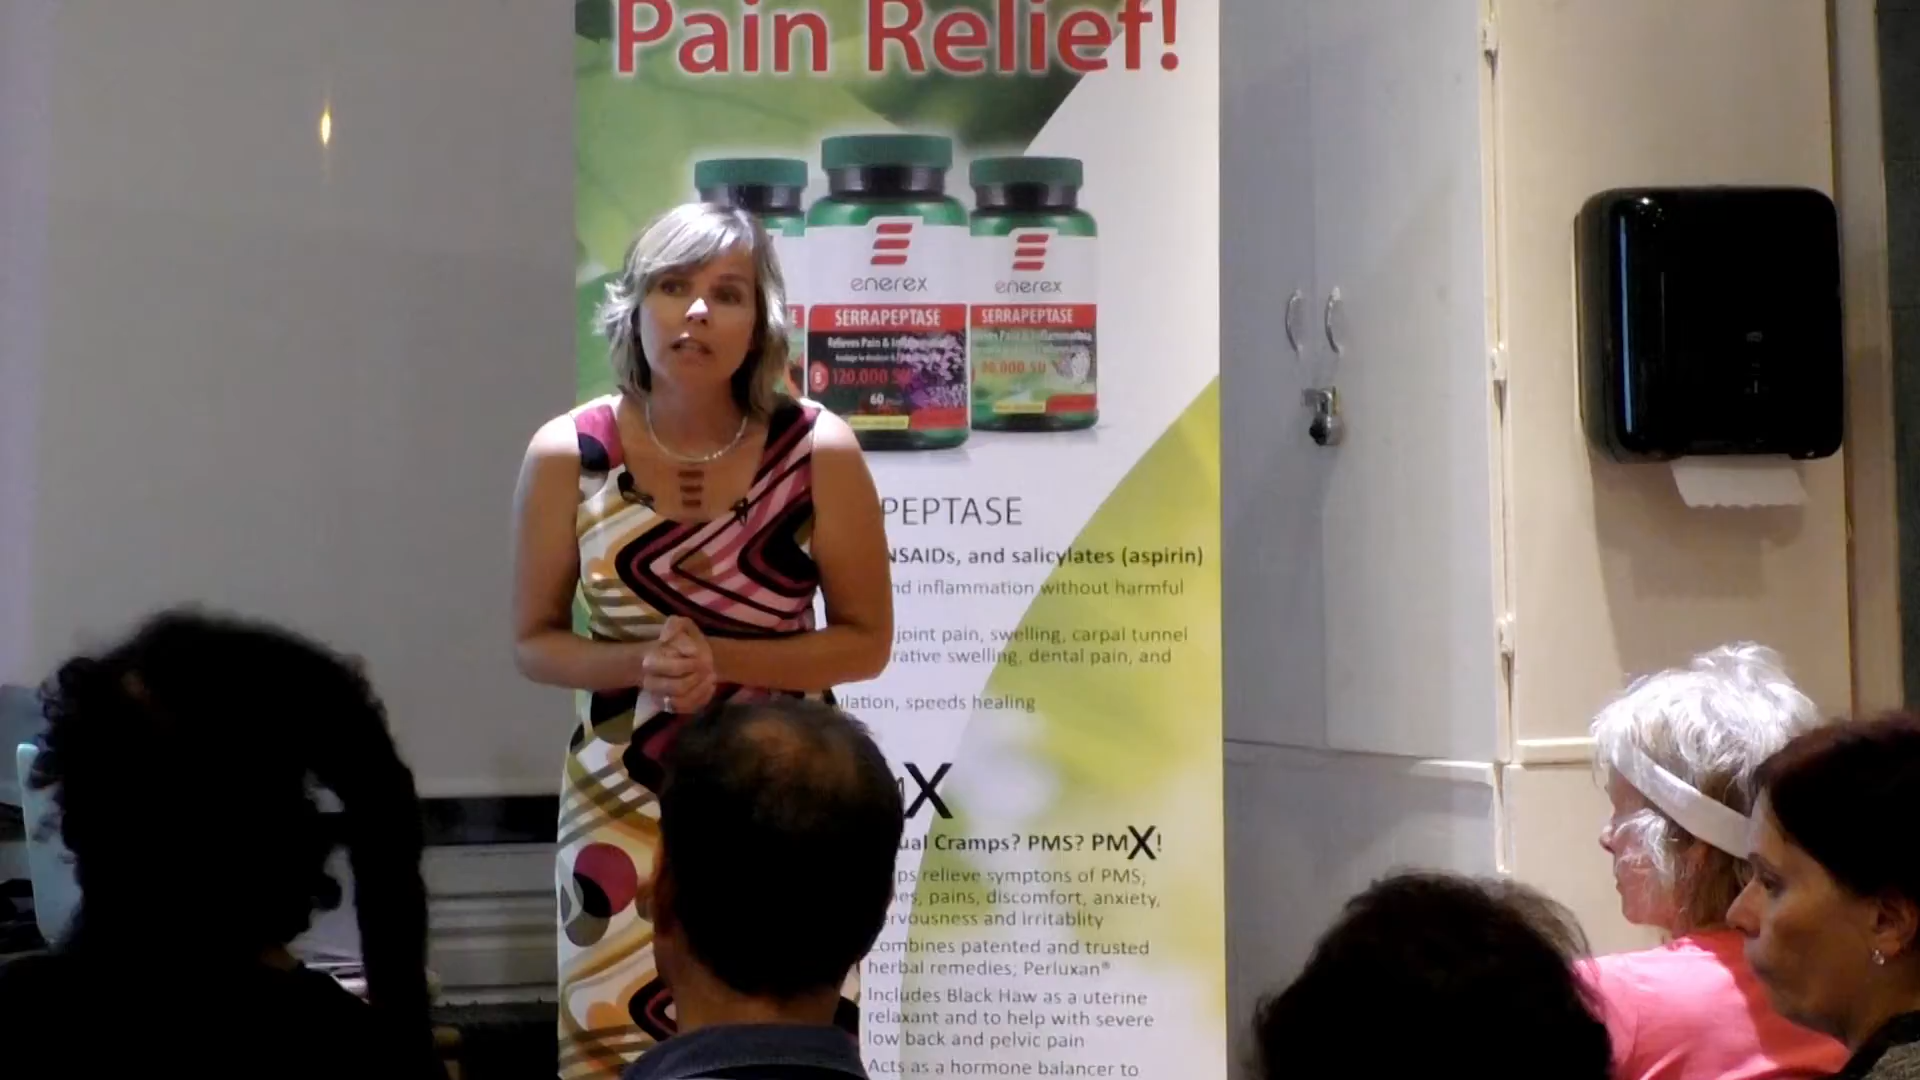 Pain Relief!
enerex
enerex
SERRAPEPTASE
SERRAPEPTASE
Relieves Pain &
120,000 SU
90,000 SU
60
PEPTASE
NSAIDs, and salicylates (aspirin)
nd inflammation without harmful
joint pain, swelling, carpal tunnel
rative swelling, dental pain, and
ulation, speeds healing
X
ual Cramps? PMS? PMX!
ps relieve symptons of PMS,
es, pains, discomfort, anxiety,
ervousness and irritablity
Combines patented and trusted
herbal remedies; Perluxan®
Includes Black Haw as a uterine
relaxant and to help with severe
low back and pelvic pain
Acts as a hormone balancer to